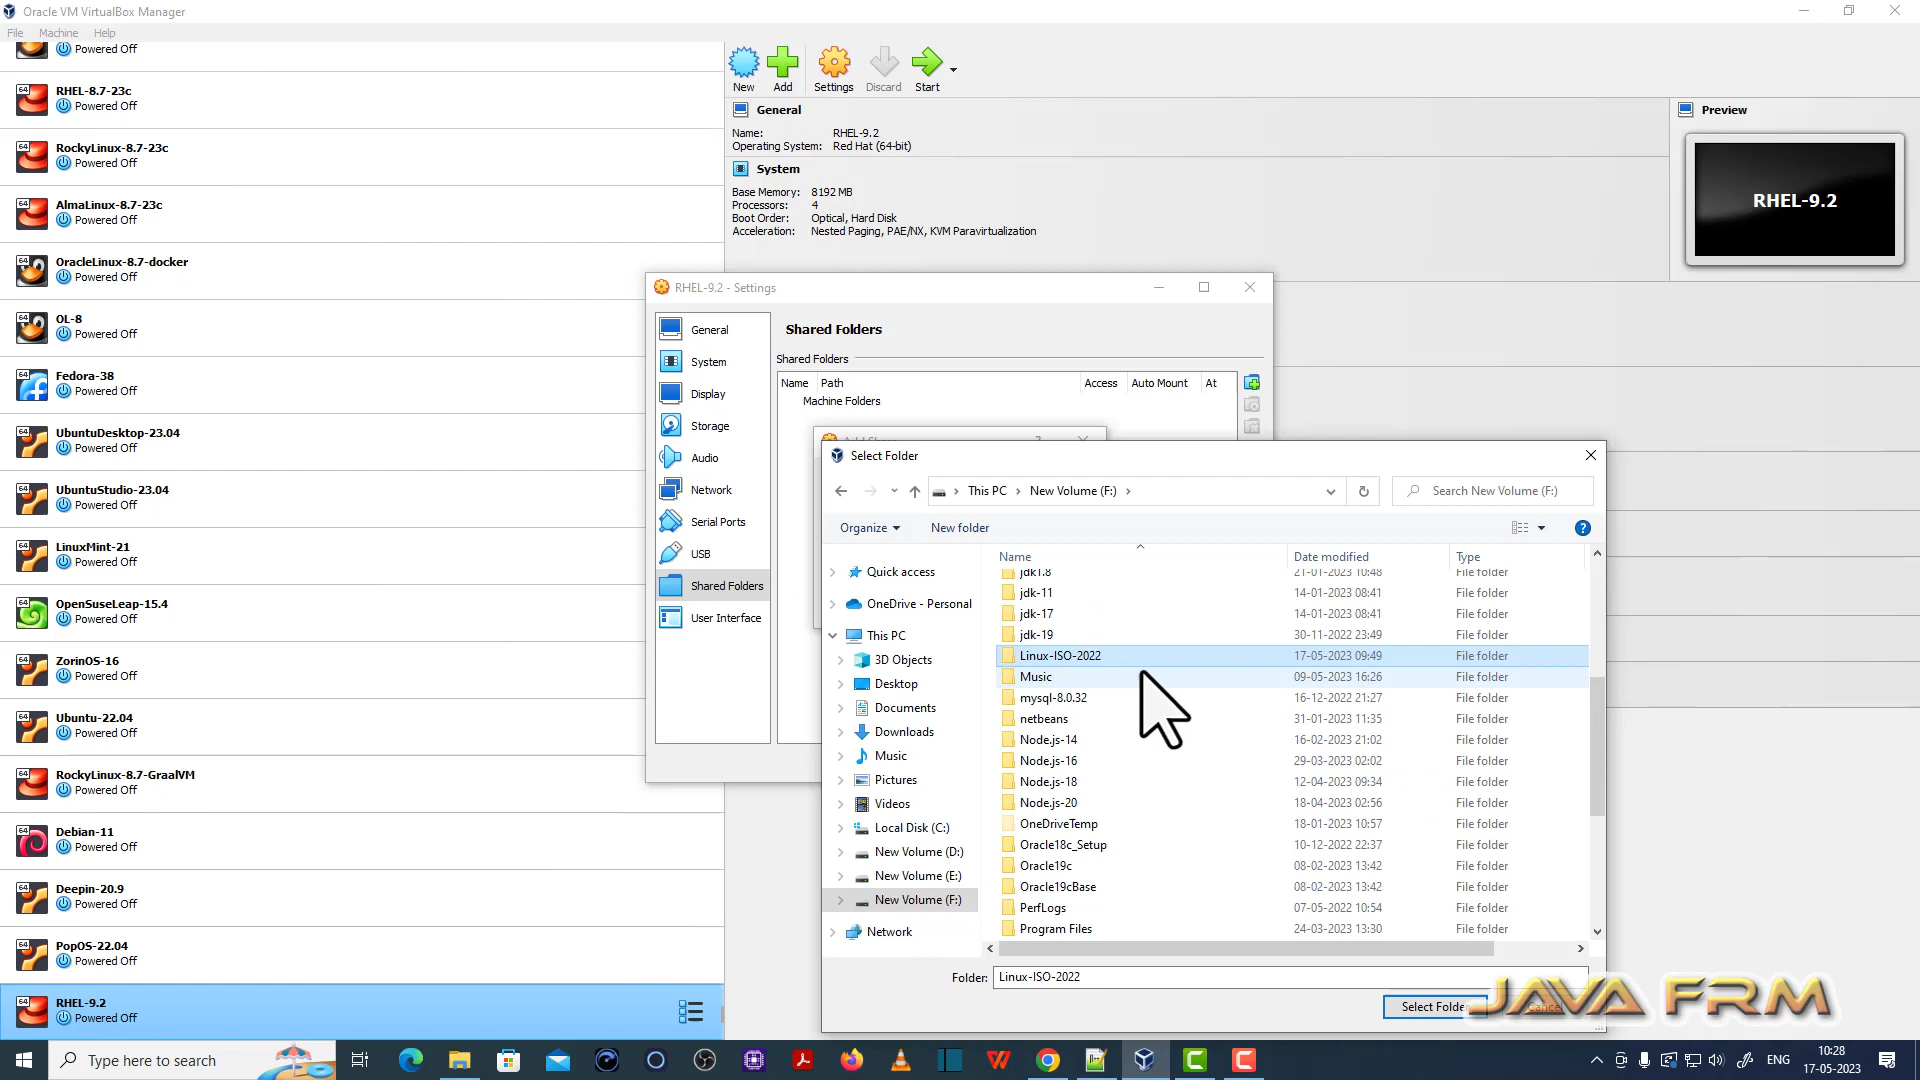 Oracle VM VirtualBox Manager
File Machine Help
Powered Off
64 RHEL-8.7-23c
Powered Off
64 RockyLinux-8.7-23c
Powered Off
64 AlmaLinux-8.7-23c
Powered Off
64 OracleLinux-8.7-docker
Powered Off
64 OL-8
Powered Off
64 Fedora-38
Powered Off
64 UbuntuDesktop-23.04
Powered Off
64 UbuntuStudio-23.04
Powered Off
64 LinuxMint-21
Powered Off
64 OpenSuseLeap-15.4
Powered Off
64 ZorinOS-16
Powered Off
64 Ubuntu-22.04
Powered Off
64 RockyLinux-8.7-GraalVM
Powered Off
64 Debian-11
Powered Off
64 Deepin-20.9
Powered Off
64 PopOS-22.04
Powered Off
64 RHEL-9.2
Powered Off
New Add Settings Discard Start
General
Name: RHEL-9.2
Operating System: Red Hat (64-bit)
System
Base Memory: 8192 MB
Processors: 4
Boot Order: Optical, Hard Disk
Acceleration: Nested Paging, PAE/NX, KVM Paravirtualization
Preview
RHEL-9.2
RHEL-9.2 - Settings
General
System
Display
Storage
Audio
Network
Serial Ports
USB
Shared Folders
User Interface
Shared Folders
Shared Folders
Name Path Access Auto Mount At
Machine Folders
Select Folder
This PC New Volume (F:)
Search New Volume (F:)
Organize New folder
Quick access
OneDrive - Personal
This PC
3D Objects
Desktop
Documents
Downloads
Music
Pictures
Videos
Local Disk (C:)
New Volume (D:)
New Volume (E:)
New Volume (F:)
Network
Name Date modified Type
jdk1.8 21-01-2023 10:48 File folder
jdk-11 14-01-2023 08:41 File folder
jdk-17 14-01-2023 08:41 File folder
jdk-19 30-11-2022 23:49 File folder
Linux-ISO-2022 17-05-2023 09:49 File folder
Music 09-05-2023 16:26 File folder
mysql-8.0.32 16-12-2022 21:27 File folder
netbeans 31-01-2023 11:35 File folder
Node.js-14 16-02-2023 21:02 File folder
Node.js-16 29-03-2023 02:02 File folder
Node.js-18 12-04-2023 09:34 File folder
Node.js-20 18-04-2023 02:56 File folder
OneDriveTemp 18-01-2023 10:57 File folder
Oracle18c_Setup 10-12-2022 22:37 File folder
Oracle19c 08-02-2023 13:42 File folder
Oracle19cBase 08-02-2023 13:42 File folder
PerfLogs 07-05-2022 10:54 File folder
Program Files 24-03-2023 13:30 File folder
Folder: Linux-ISO-2022
Select Folder Cancel
JAVA FRM
Type here to search
ENG
10:28
17-05-2023